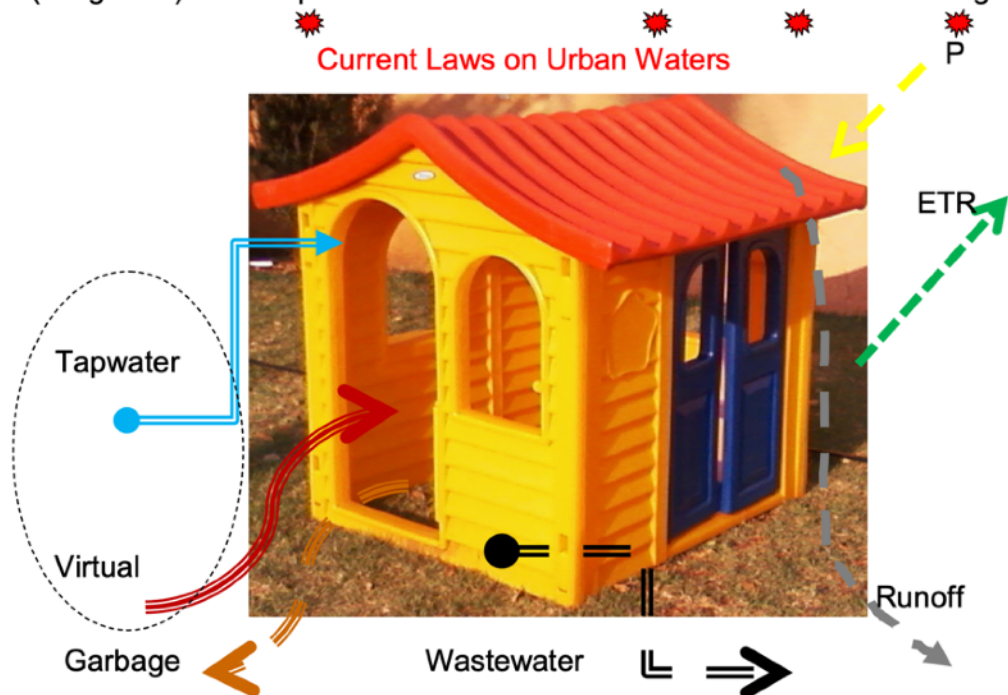 Current Laws on Urban Waters
P
ETR
Tapwater
Virtual
Runoff
Garbage
Wastewater